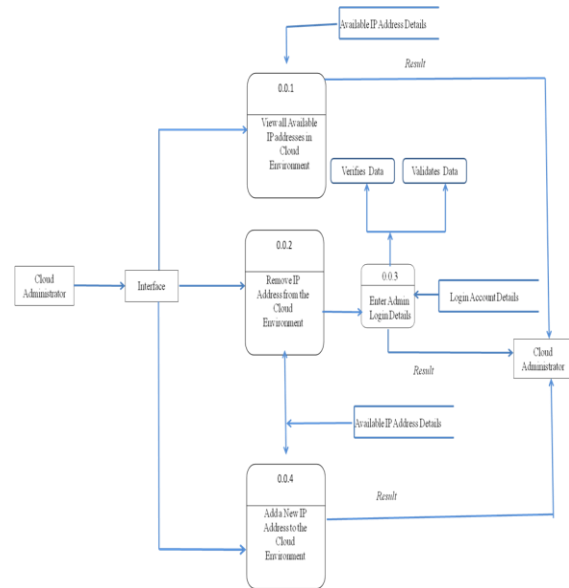 Available IP Address Details
Result
0.0.1
View all Available
IP addresses in
Cloud
Environment
Verifies Data
Validates Data
0.0.2
Remove IP
Address from the
Cloud
Environment
0.0.3
Enter Admin
Login Details
Cloud
Administrator
Interface
Login Account Details
Cloud
Administrator
Result
Available IP Address Details
0.0.4
Add a New IP
Address to the
Cloud
Environment
Result